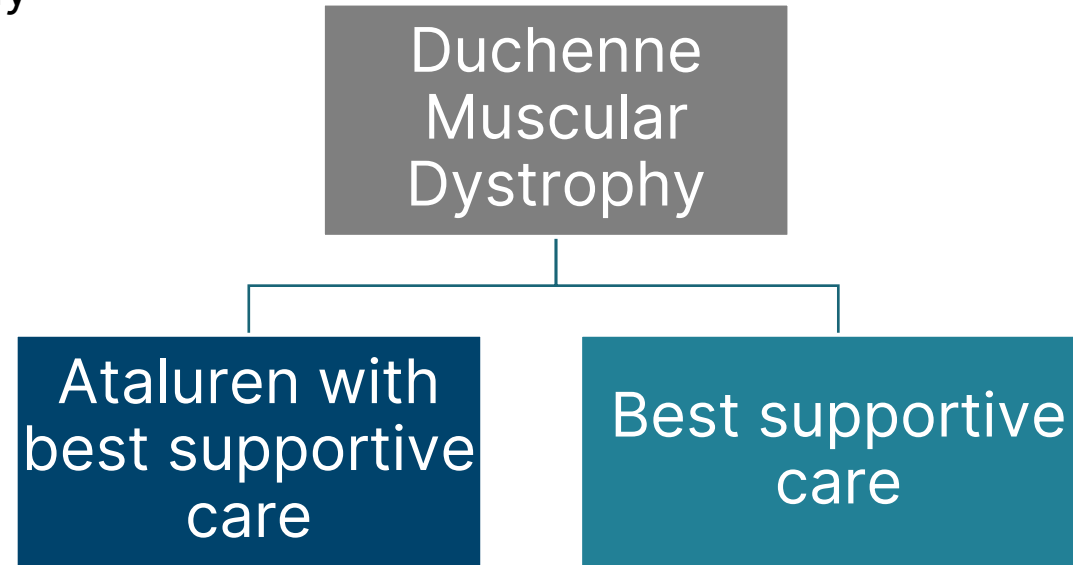 y
Duchenne
Muscular
Dystrophy
Ataluren with
best supportive
care
Best supportive
care